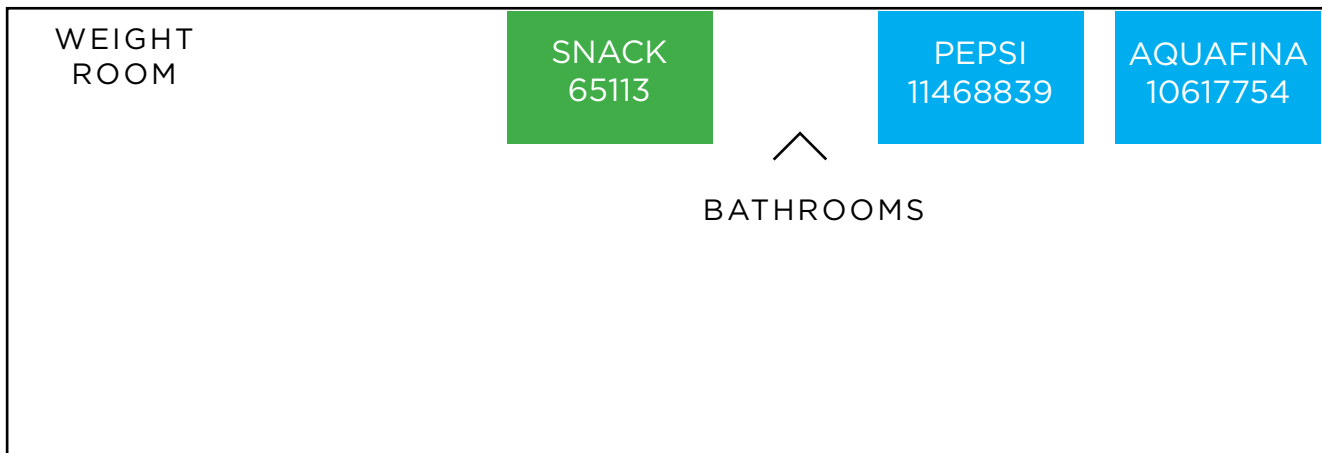 WEIGHT
ROOM
SNACK
65113
PEPSI
11468839
AQUAFINA
10617754
BATHROOMS